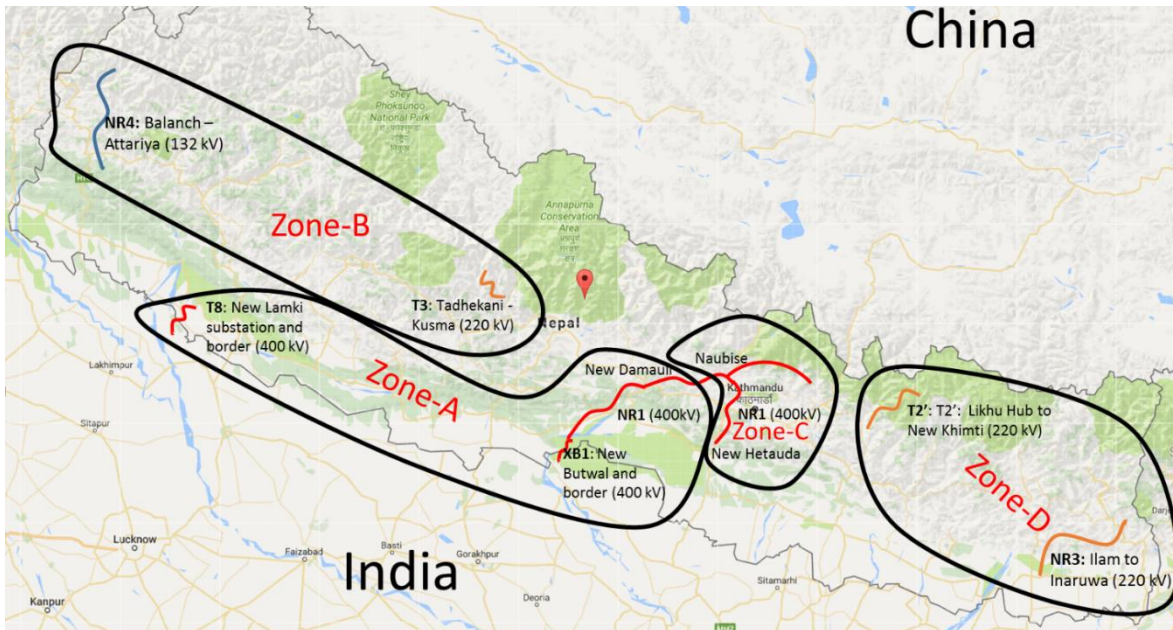 China
Shey
Phoksundo
National Park
NR4: Balanch –
Attariya (132 kV)
Annapurna
Conservation
Area
Zone-B
T8: New Lamki
substation and
border (400 kV)
T3: Tadhekani -
Kusma (220 kV)
Nepal
Lakhimpur
Zone-A
New Damauli
Naubise
Kathmandu
काठमाडौं
NR1 (400kV)
NR1 (400kV)
Zone-C
New Hetauda
T2’: T2’: Likhu Hub to
New Khimti (220 kV)
Sitapur
XB1: New
Butwal and
border (400 kV)
Zone-D
Lucknow
Faizabad
Basti
Gorakhpur
India
NR3: Ilam to
Inaruwa (220 kV)
Kanpur
Deoria
Sitamarhi